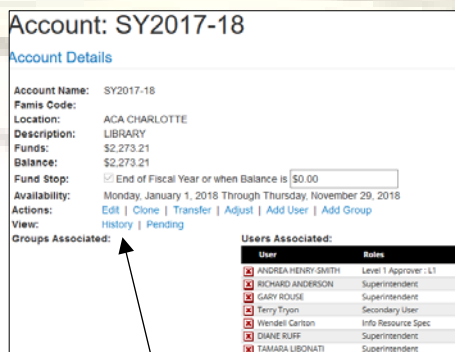 Account: SY2017-18
Account Details
Account Name: SY2017-18
Famis Code:
Location: ACA CHARLOTTE
Description: LIBRARY
Funds: $2,273.21
Balance: $2,273.21
Fund Stop: End of Fiscal Year or when Balance is $0.00
Availability: Monday, January 1, 2018 Through Thursday, November 29, 2018
Actions: Edit | Clone | Transfer | Adjust | Add User | Add Group
View: History | Pending
Groups Associated: Users Associated:
User Roles
ANDREA HENRY-SMITH Level 1 Approver : L1
RICHARD ANDERSON Superintendent
GARY ROUSE Superintendent
Terry Tryon Secondary User
Wendell Carlton Info Resource Spec
DIANE RUFF Superintendent
TAMARA LIBONATI Superintendent